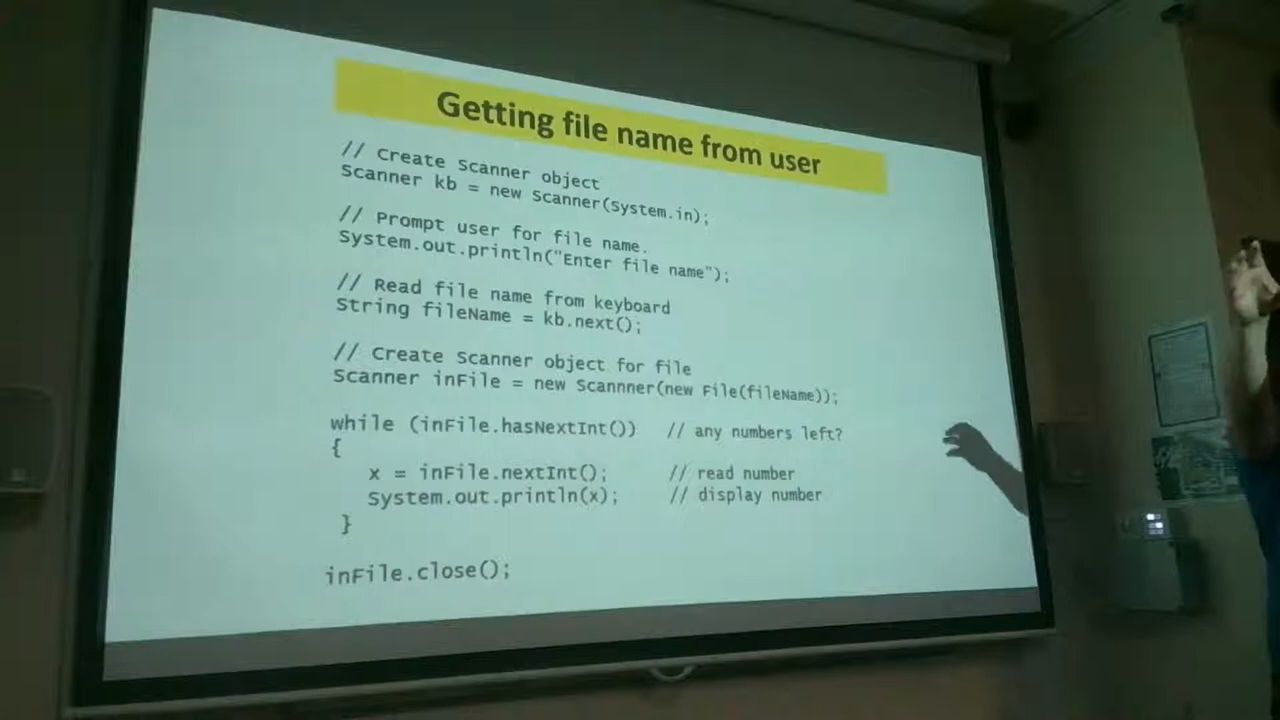 Getting file name from user
// Create Scanner object
Scanner kb = new Scanner(System.in);
// Prompt user for file name.
System.out.println("Enter file name");
// Read file name from keyboard
String fileName = kb.next();
// Create Scanner object for file
Scanner inFile = new Scannner(new File(fileName));
while (inFile.hasNextInt()) // any numbers left?
{
x = inFile.nextInt(); // read number
System.out.println(x); // display number
}
inFile.close();